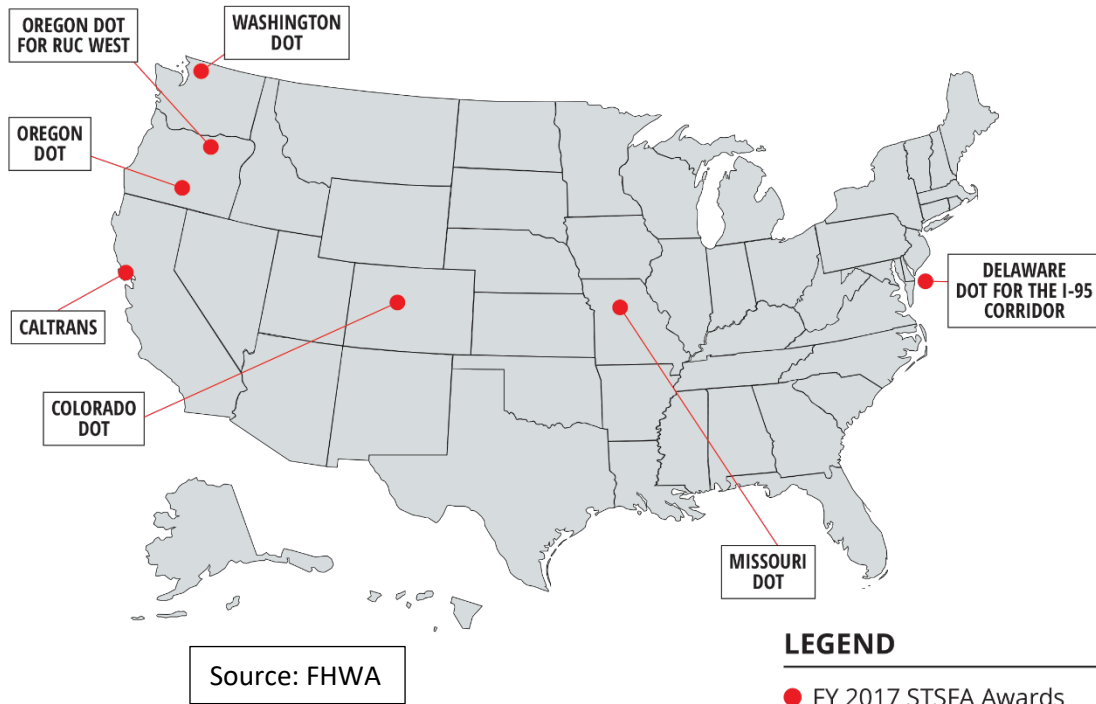 OREGON DOT
FOR RUC WEST
WASHINGTON
DOT
OREGON
DOT
CALTRANS
DELAWARE
DOT FOR THE I-95
CORRIDOR
COLORADO
DOT
MISSOURI
DOT
Source: FHWA
LEGEND
FY 2017 STSFA Awards